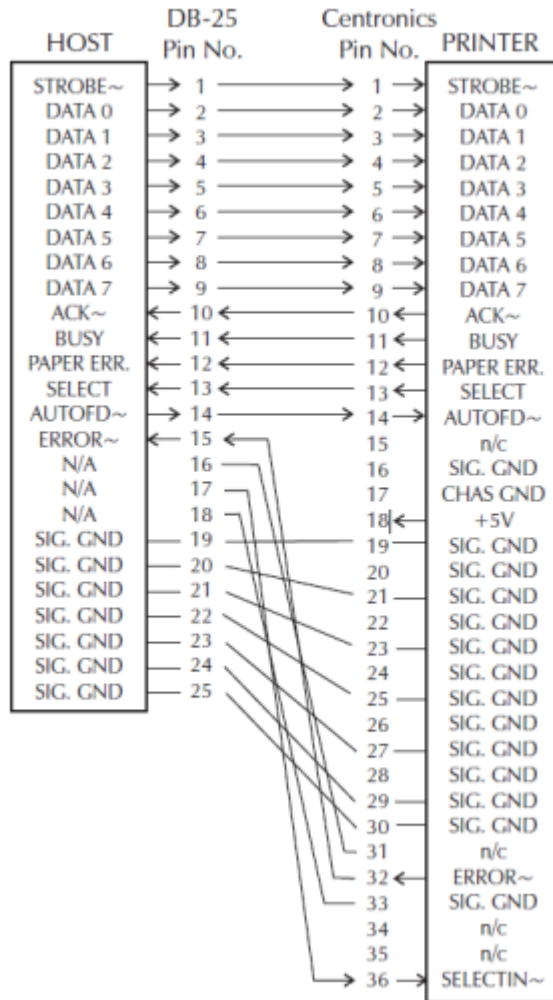 DB-25 Centronics
HOST Pin No. Pin No. PRINTER
STROBE~ 1 1 STROBE~
DATA 0 2 2 DATA 0
DATA 1 3 3 DATA 1
DATA 2 4 4 DATA 2
DATA 3 5 5 DATA 3
DATA 4 6 6 DATA 4
DATA 5 7 7 DATA 5
DATA 6 8 8 DATA 6
DATA 7 9 9 DATA 7
ACK~ 10 10 ACK~
BUSY 11 11 BUSY
PAPER ERR. 12 12 PAPER ERR.
SELECT 13 13 SELECT
AUTOFD~ 14 14 AUTOFD~
ERROR~ 15 15 n/c
N/A 16 16 SIG. GND
N/A 17 17 CHAS GND
N/A 18 18 +5V
SIG. GND 19 19 SIG. GND
SIG. GND 20 20 SIG. GND
SIG. GND 21 21 SIG. GND
SIG. GND 22 22 SIG. GND
SIG. GND 23 23 SIG. GND
SIG. GND 24 24 SIG. GND
SIG. GND 25 25 SIG. GND
26 SIG. GND
27 SIG. GND
28 SIG. GND
29 SIG. GND
30 SIG. GND
31 n/c
32 ERROR~
33 SIG. GND
34 n/c
35 n/c
36 SELECTIN~